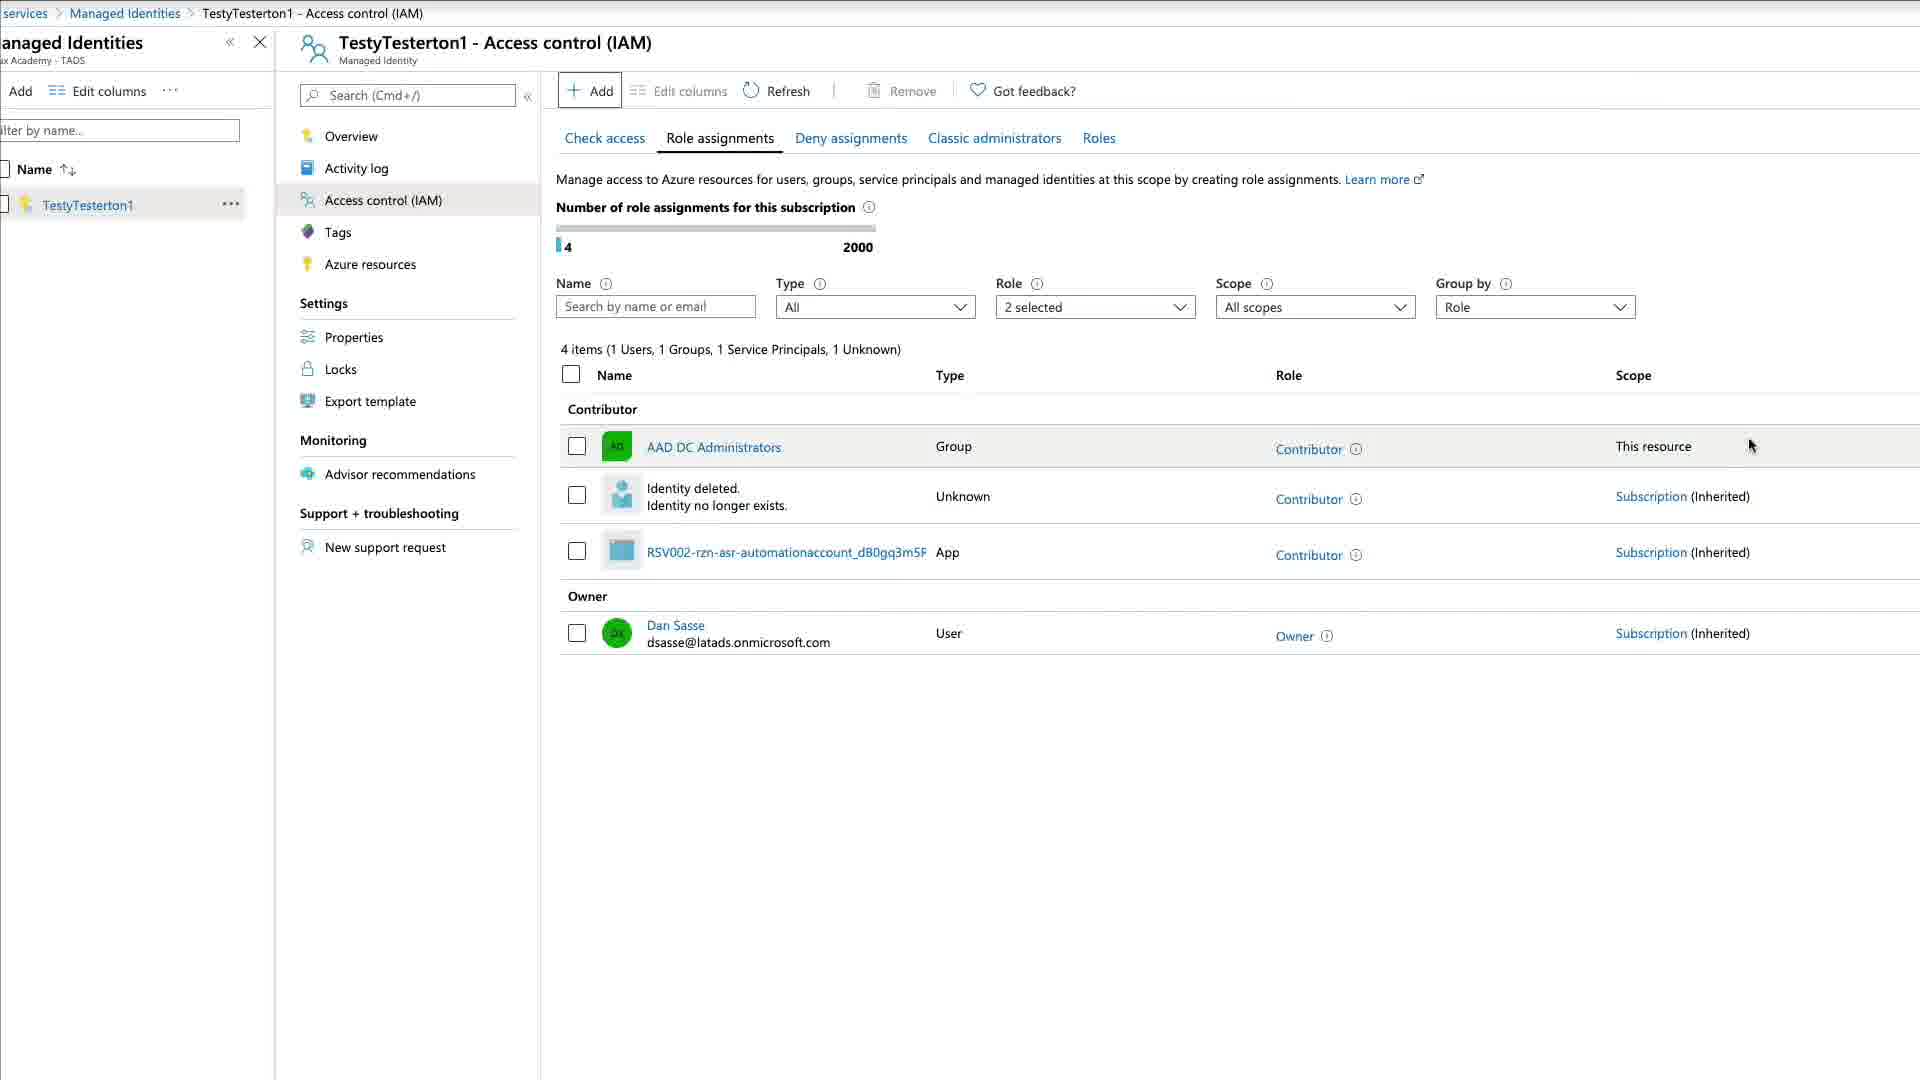 services > Managed Identities > TestyTesterton1 - Access control (IAM)
anaged Identities
ux Academy - TADS
Add Edit columns ...
ilter by name...
Name
TestyTesterton1 ...
TestyTesterton1 - Access control (IAM)
Managed Identity
Search (Cmd+/)
Overview
Activity log
Access control (IAM)
Tags
Azure resources
Settings
Properties
Locks
Export template
Monitoring
Advisor recommendations
Support + troubleshooting
New support request
Add Edit columns Refresh Remove Got feedback?
Check access Role assignments Deny assignments Classic administrators Roles
Manage access to Azure resources for users, groups, service principals and managed identities at this scope by creating role assignments. Learn more
Number of role assignments for this subscription
4 2000
Name Type Role Scope Group by
Search by name or email All 2 selected All scopes Role
4 items (1 Users, 1 Groups, 1 Service Principals, 1 Unknown)
Name Type Role Scope
Contributor
AD AAD DC Administrators Group Contributor This resource
Identity deleted.
Identity no longer exists. Unknown Contributor Subscription (Inherited)
RSV002-rzn-asr-automationaccount_dB0gq3m5F App Contributor Subscription (Inherited)
Owner
Dan Sasse
dsasse@latads.onmicrosoft.com User Owner Subscription (Inherited)